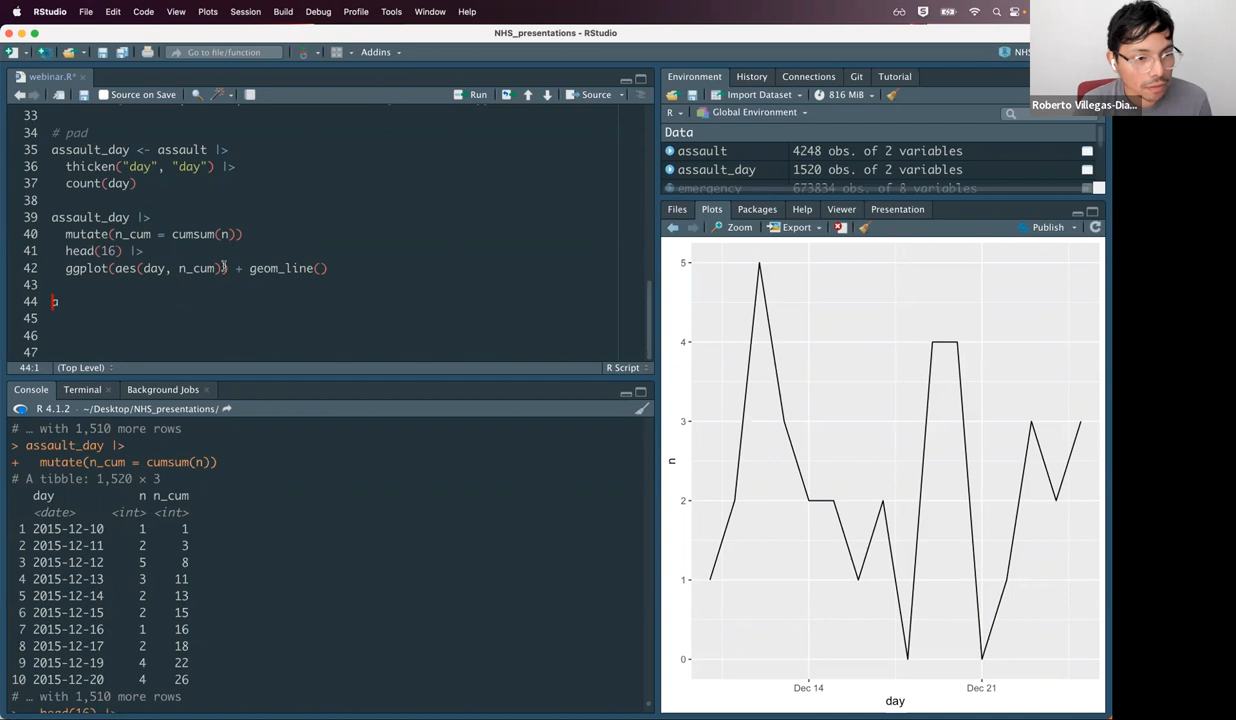 RStudio File Edit Code View Plots Session Build Debug Profile Tools Window Help
NHS_presentations - RStudio
Go to file/function Addins NHS
webinar.R*
Source on Save Run Source
33
34 # pad
35 assault_day <- assault |>
36 thicken("day", "day") |>
37 count(day)
38
39 assault_day |>
40 mutate(n_cum = cumsum(n))
41 head(16) |>
42 ggplot(aes(day, n_cum)) + geom_line()
43
44 a
45
46
47
44:1 (Top Level) R Script
Console Terminal Background Jobs
R 4.1.2 · ~/Desktop/NHS_presentations/
# … with 1,510 more rows
> assault_day |>
+ mutate(n_cum = cumsum(n))
# A tibble: 1,520 × 3
day n n_cum
<date> <int> <int>
1 2015-12-10 1 1
2 2015-12-11 2 3
3 2015-12-12 5 8
4 2015-12-13 3 11
5 2015-12-14 2 13
6 2015-12-15 2 15
7 2015-12-16 1 16
8 2015-12-17 2 18
9 2015-12-19 4 22
10 2015-12-20 4 26
# … with 1,510 more rows
> head(16) |>
Environment History Connections Git Tutorial
Import Dataset 816 MiB
R Global Environment
Data
assault 4248 obs. of 2 variables
assault_day 1520 obs. of 2 variables
emergency 673834 obs. of 8 variables
Files Plots Packages Help Viewer Presentation
Zoom Export Publish
5
4
3
2
1
0
n
Dec 14 Dec 21
day
Roberto Villegas-Dia...